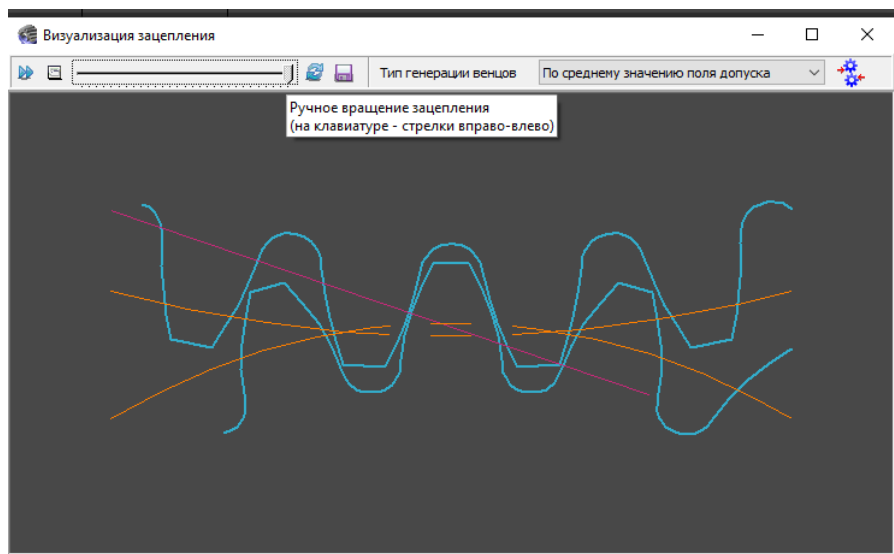 Визуализация зацепления
Тип генерации венцов
По среднему значению поля допуска
Ручное вращение зацепления
(на клавиатуре - стрелки вправо-влево)